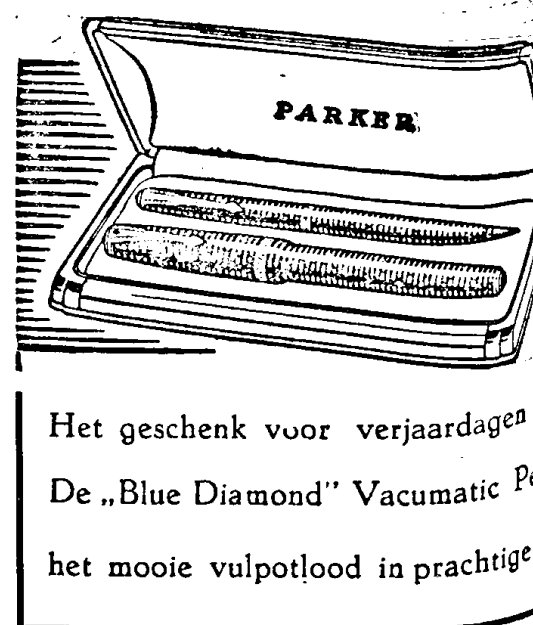 PARKER
Het geschenk voor verjaardagen
De „Blue Diamond" Vacumatic
het mooie vulpotlood in prachtige